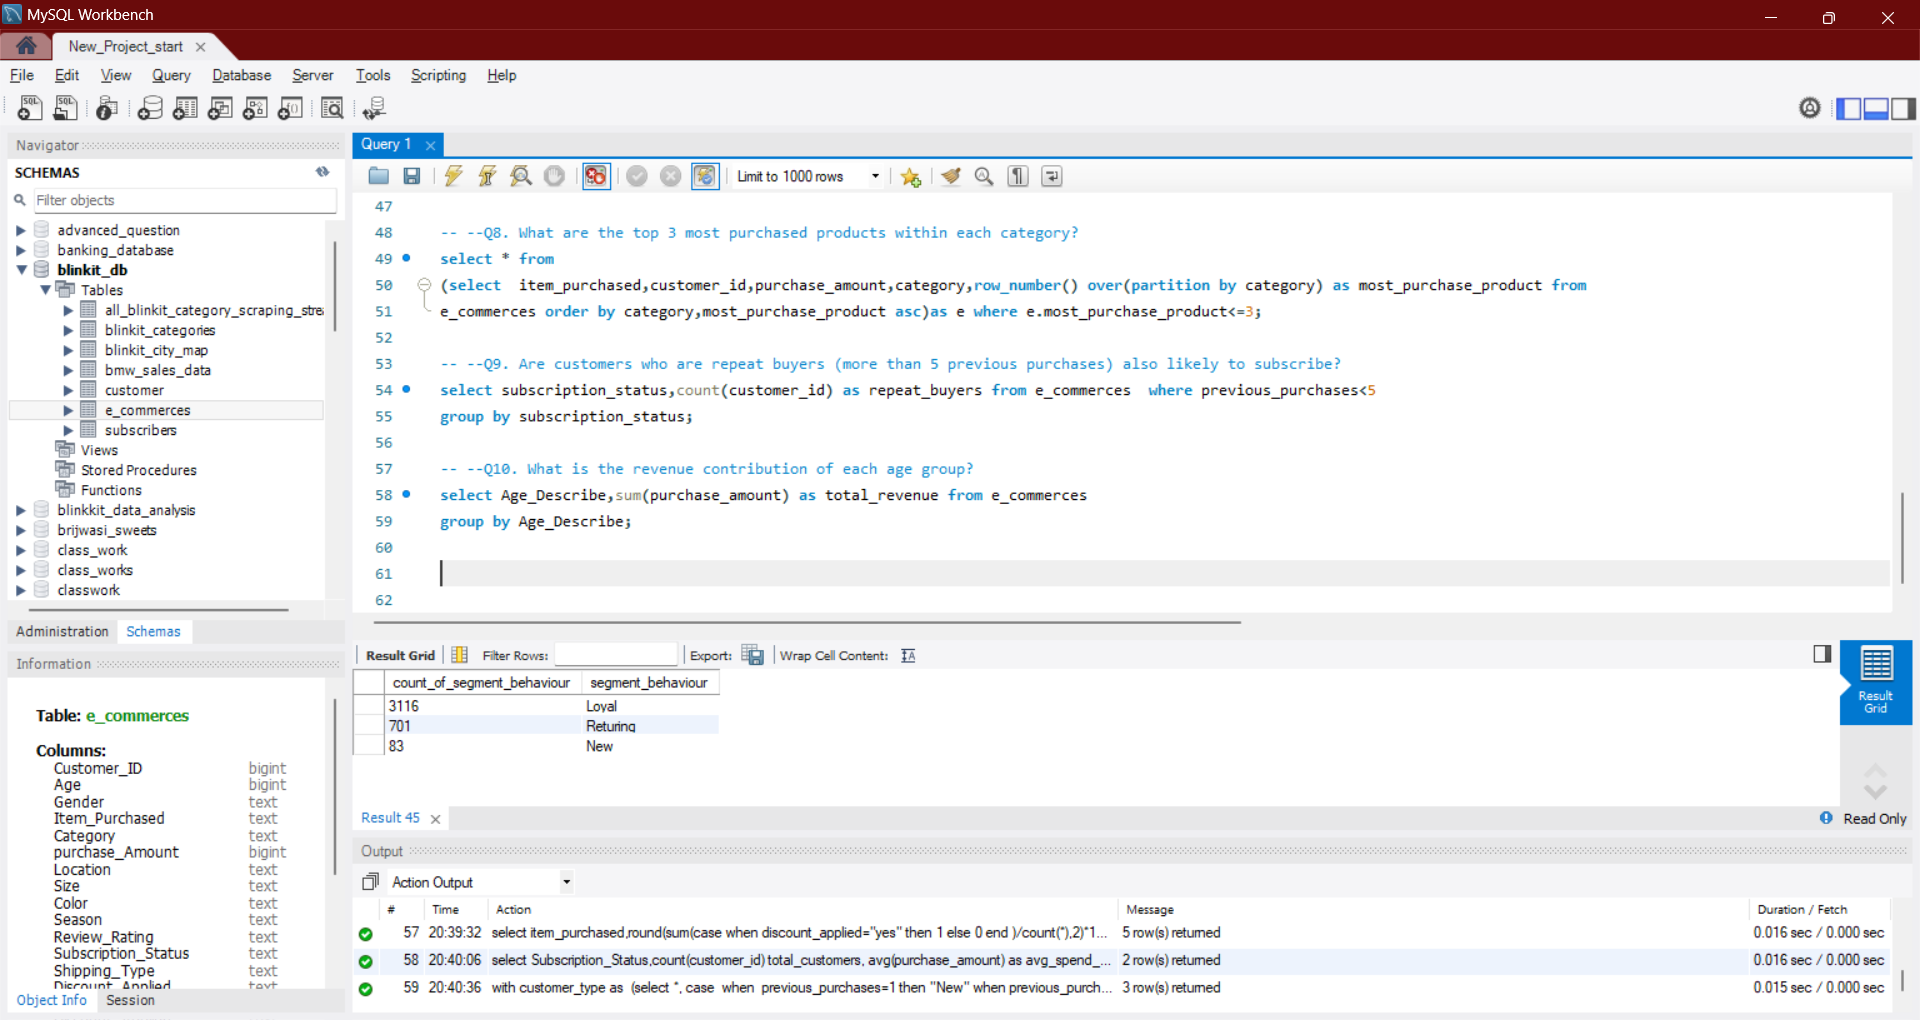 MySQL Workbench
New_Project_start
File Edit View Query Database Server Tools Scripting Help
Navigator
SCHEMAS
Filter objects
advanced_question
banking_database
blinkit_db
Tables
all_blinkit_category_scraping_stre
blinkit_categories
blinkit_city_map
bmw_sales_data
customer
e_commerces
subscribers
Views
Stored Procedures
Functions
blinkkit_data_analysis
brijwasi_sweets
class_work
class_works
classwork
Administration Schemas
Information
Table: e_commerces
Columns:
Customer_ID bigint
Age bigint
Gender text
Item_Purchased text
Category text
purchase_Amount bigint
Location text
Size text
Color text
Season text
Review_Rating text
Subscription_Status text
Shipping_Type text
Discount_Applied text
Object Info Session
Query 1
Limit to 1000 rows
47
48 -- --Q8. What are the top 3 most purchased products within each category?
49 select * from
50 (select item_purchased,customer_id,purchase_amount,category,row_number() over(partition by category) as most_purchase_product from
51 e_commerces order by category,most_purchase_product asc)as e where e.most_purchase_product<=3;
52
53 -- --Q9. Are customers who are repeat buyers (more than 5 previous purchases) also likely to subscribe?
54 select subscription_status,count(customer_id) as repeat_buyers from e_commerces where previous_purchases<5
55 group by subscription_status;
56
57 -- --Q10. What is the revenue contribution of each age group?
58 select Age_Describe,sum(purchase_amount) as total_revenue from e_commerces
59 group by Age_Describe;
60
61
62
Result Grid Filter Rows: Export: Wrap Cell Content:
count_of_segment_behaviour segment_behaviour
3116 Loyal
701 Returing
83 New
Result Grid
Result 45
Read Only
Output
Action Output
# Time Action Message Duration / Fetch
57 20:39:32 select item_purchased,round(sum(case when discount_applied="yes" then 1 else 0 end )/count(*),2)*1... 5 row(s) returned 0.016 sec / 0.000 sec
58 20:40:06 select Subscription_Status,count(customer_id) total_customers, avg(purchase_amount) as avg_spend_... 2 row(s) returned 0.016 sec / 0.000 sec
59 20:40:36 with customer_type as (select *, case when previous_purchases=1 then "New" when previous_purch... 3 row(s) returned 0.015 sec / 0.000 sec